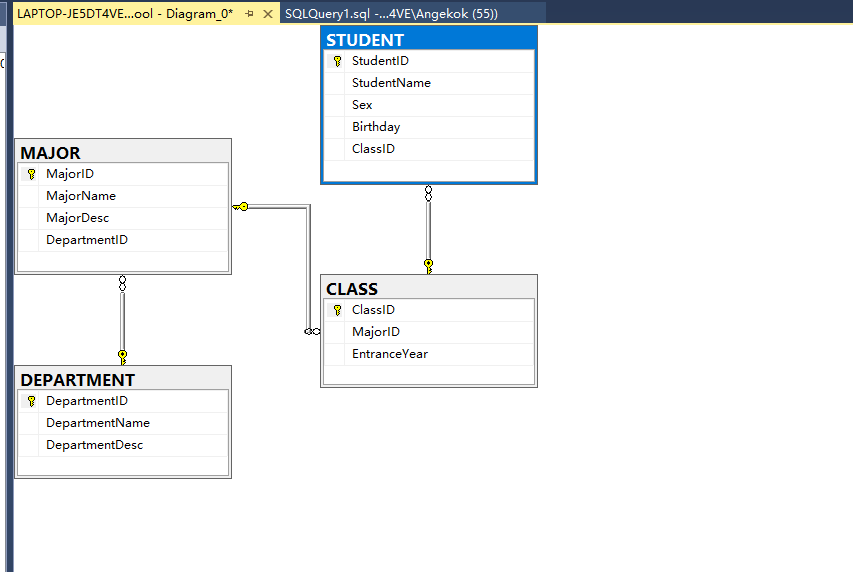 LAPTOP-JE5DT4VE...ool - Diagram_0*
SQLQuery1.sql -...4VE\Angekok (55))
STUDENT
StudentID
StudentName
Sex
Birthday
ClassID
MAJOR
MajorID
MajorName
MajorDesc
DepartmentID
CLASS
ClassID
MajorID
EntranceYear
DEPARTMENT
DepartmentID
DepartmentName
DepartmentDesc